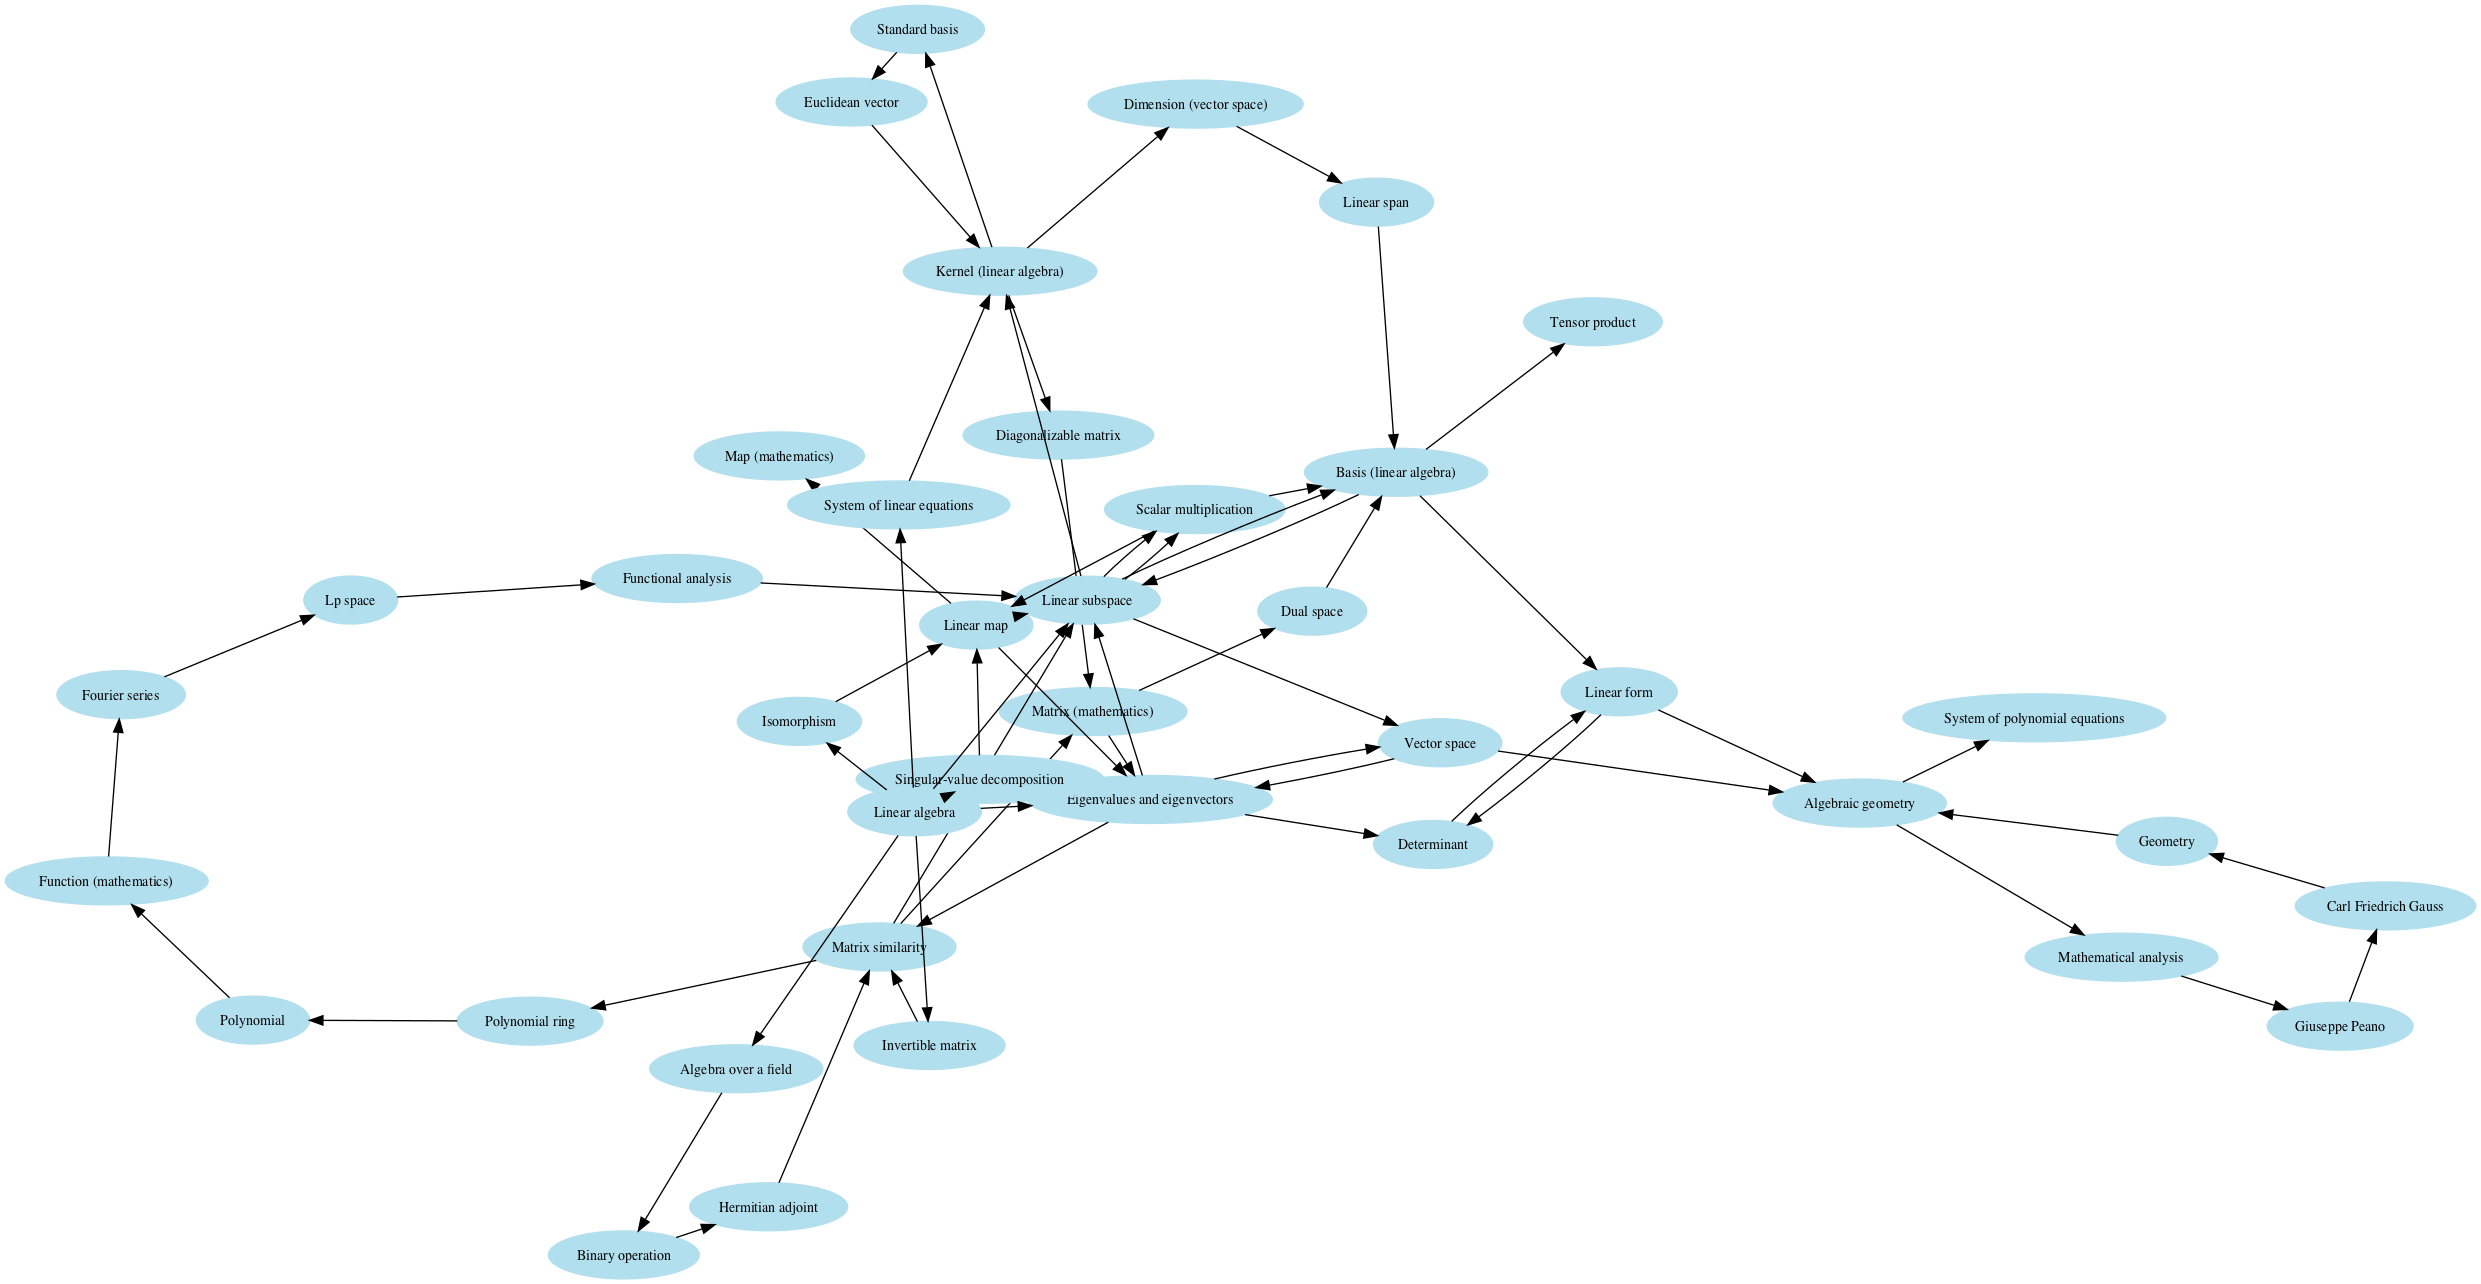 Standard basis
Euclidean vector
Dimension (vector space)
Linear span
Kernel (linear algebra)
Tensor product
Diagonalizable matrix
Map (mathematics)
Basis (linear algebra)
System of linear equations
Scalar multiplication
Functional analysis
Lp space
Linear subspace
Dual space
Linear map
Fourier series
Linear form
Matrix (mathematics)
Isomorphism
System of polynomial equations
Vector space
Singular-value decomposition
Eigenvalues and eigenvectors
Algebraic geometry
Linear algebra
Geometry
Determinant
Function (mathematics)
Carl Friedrich Gauss
Matrix similarity
Mathematical analysis
Polynomial
Polynomial ring
Giuseppe Peano
Invertible matrix
Algebra over a field
Hermitian adjoint
Binary operation